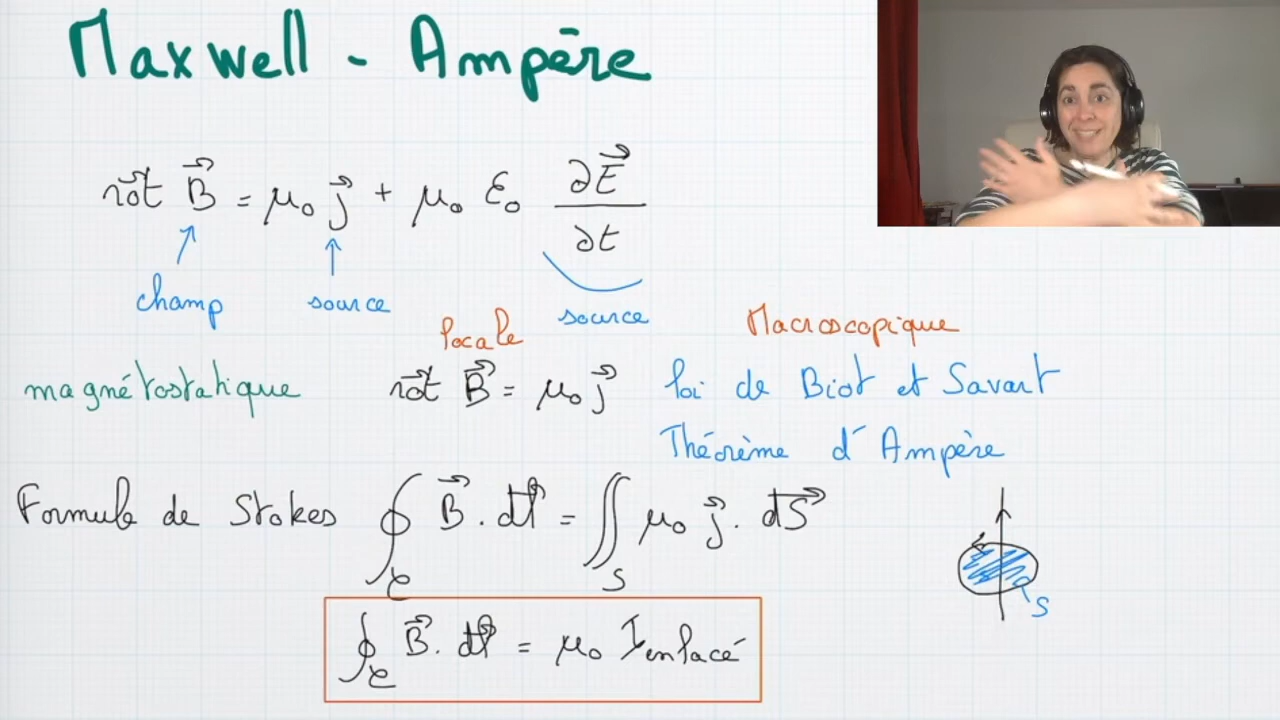 Maxwell - Ampère
rot B⃗ = μ₀ j⃗ + μ₀ ε₀ ∂E⃗/∂t
champ source source
locale Macroscopique
magnétostatique rot B⃗ = μ₀ j⃗ loi de Biot et Savart
Théorème d'Ampère
Formule de Stokes ∮_C B⃗ . dl⃗ = ∬_S μ₀ j⃗ . dS⃗
S
∮_C B⃗ . dl⃗ = μ₀ I enlacé